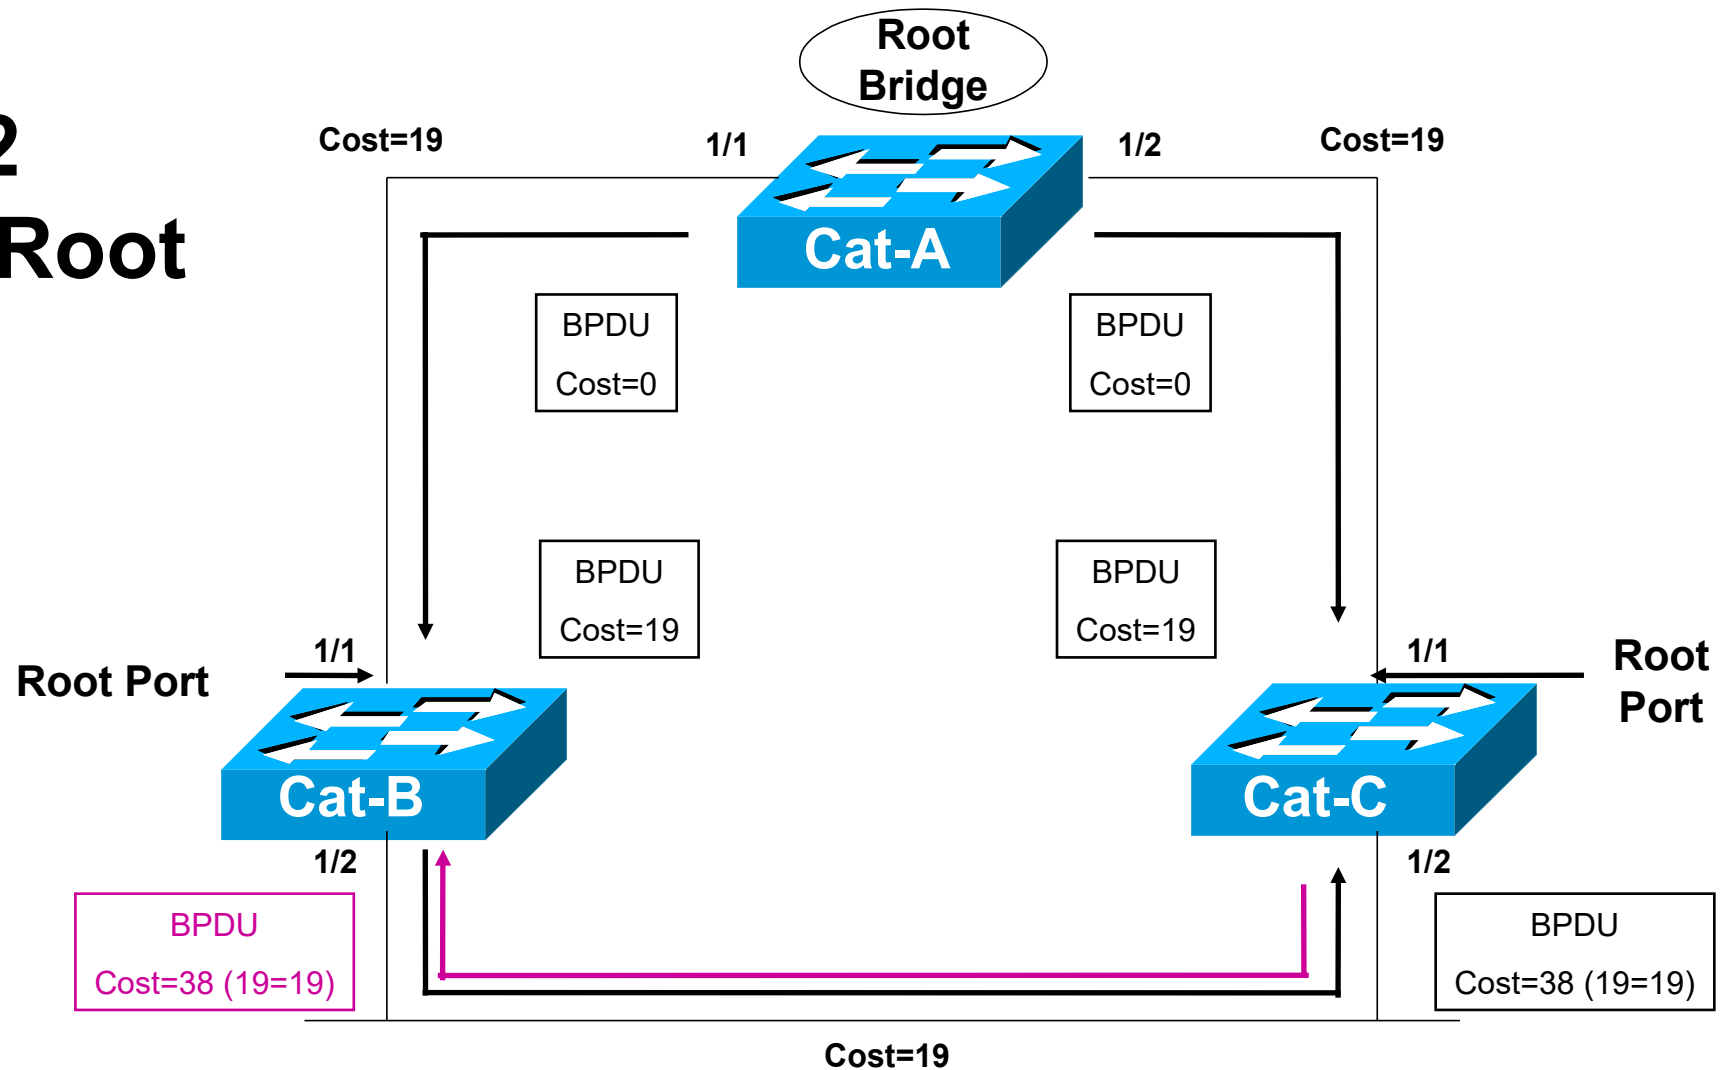 Root
Bridge
2
Root
Cost=19
1/1
1/2
Cost=19
Cat-A
BPDU
Cost=0
BPDU
Cost=0
BPDU
Cost=19
BPDU
Cost=19
Root Port
1/1
1/1
Root
Port
Cat-B
Cat-C
1/2
1/2
BPDU
Cost=38 (19=19)
BPDU
Cost=38 (19=19)
Cost=19